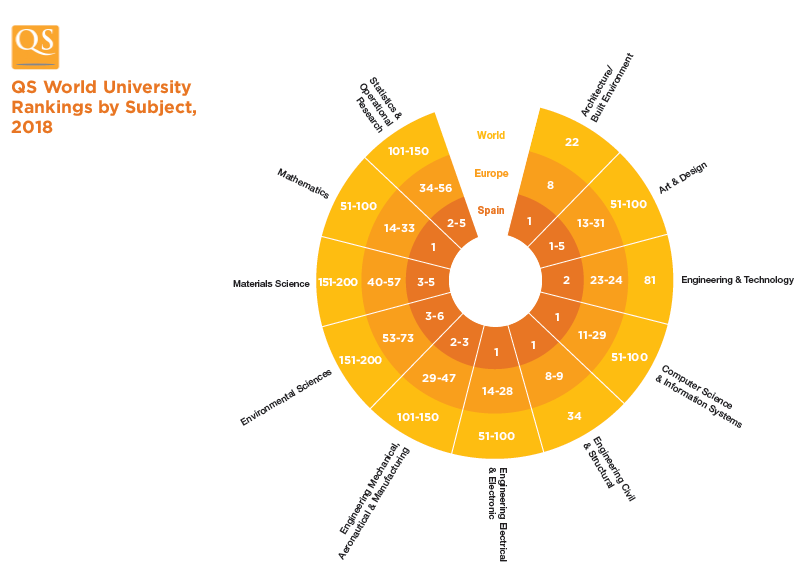 QS
QS World University
Rankings by Subject,
2018
World
Europe
Spain
Architecture/
Built Environment
22
8
1
Art & Design
51-100
13-31
1-5
Engineering & Technology
81
23-24
2
Computer Science
& Information Systems
51-100
11-29
1
Engineering Civil
& Structural
34
8-9
1
Engineering Electrical
& Electronic
51-100
14-28
1
Engineering Mechanical,
Aeronautical & Manufacturing
101-150
29-47
2-3
Environmental Sciences
151-200
53-73
3-6
Materials Science
151-200
40-57
3-5
Mathematics
51-100
14-33
1
Statistics &
Operational
Research
101-150
34-56
2-5